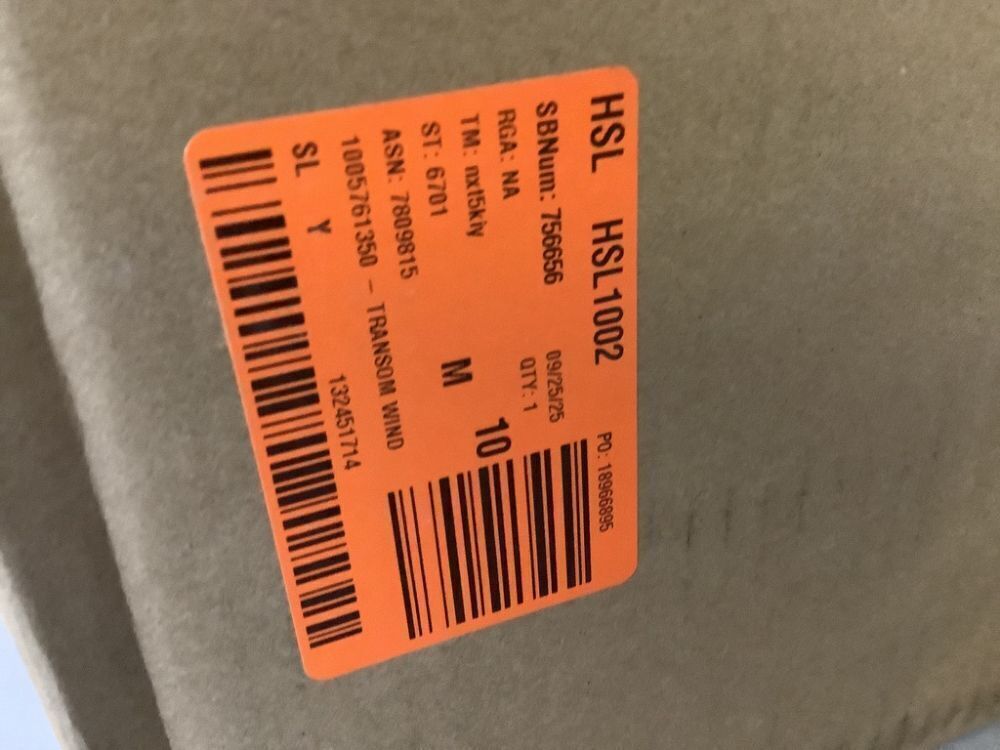 HSL HSL1002
PO: 18966895
SBNum: 756656
09/25/25
RGA: NA
QTY: 1
TM: nxt5kiy
10
ST: 6701
M
ASN: 7809815
1005761350 - TRANSOM WIND
SL Y
132451714